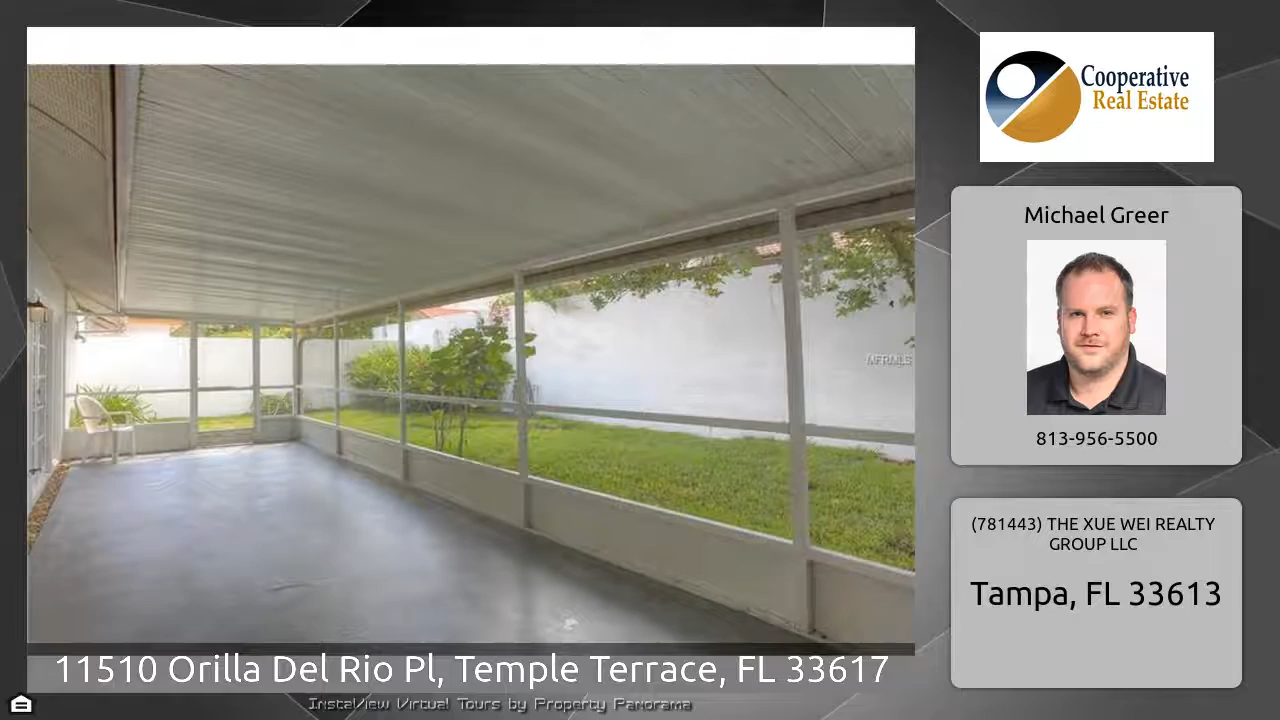 Cooperative
Real Estate
Michael Greer
813-956-5500
(781443) THE XUE WEI REALTY
GROUP LLC
Tampa, FL 33613
MFRMLS
11510 Orilla Del Rio Pl, Temple Terrace, FL 33617
InstaView Virtual Tours by Property Panorama